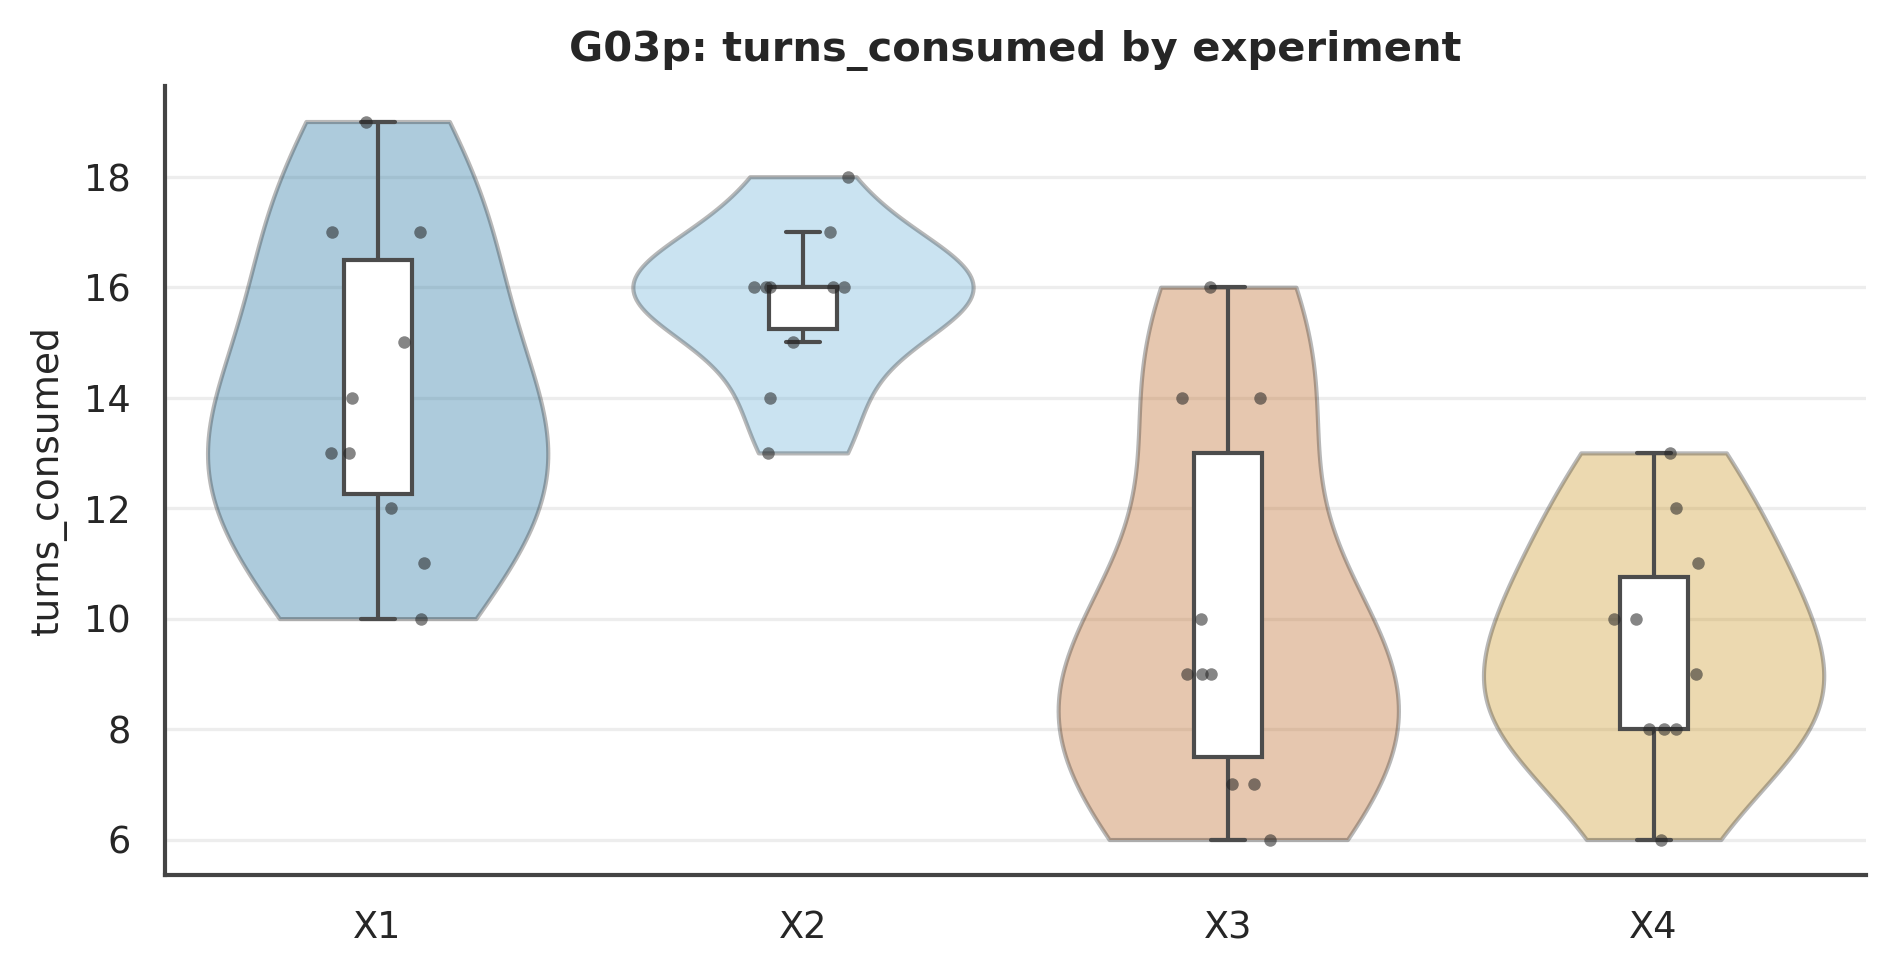 G03p: turns_consumed by experiment
turns_consumed
18
16
14
12
10
8
6
X1 X2 X3 X4